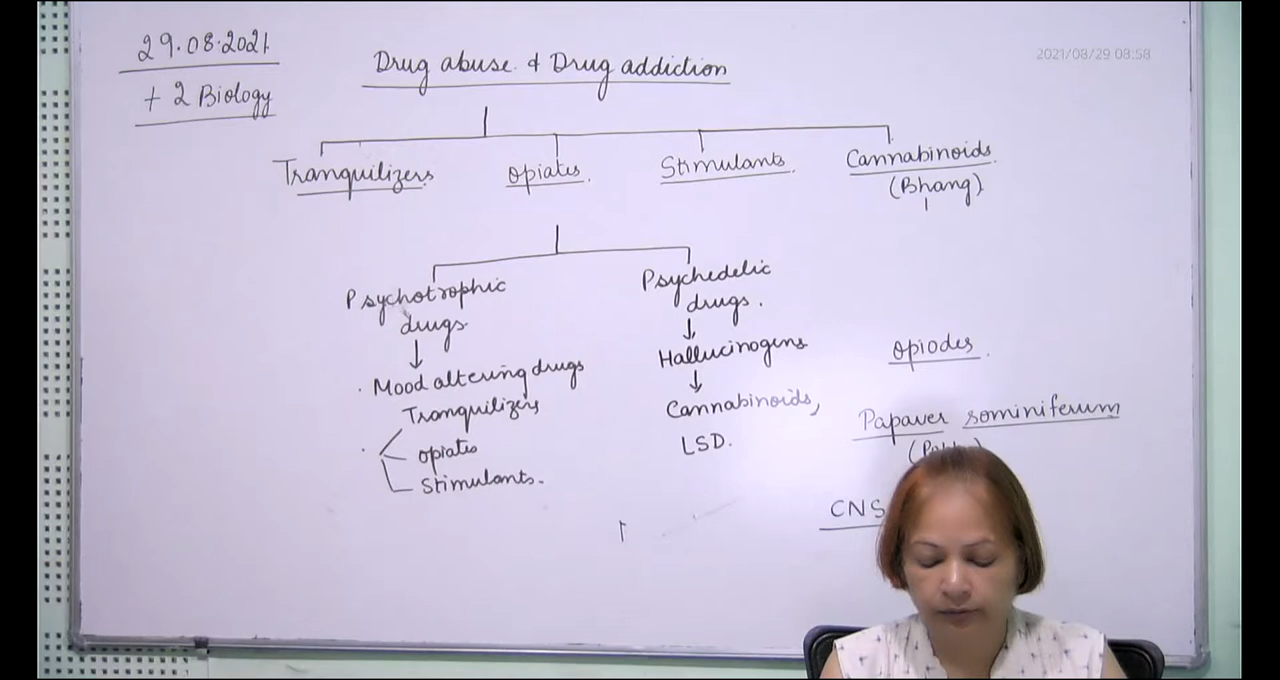 29.08.2021
+ 2 Biology
Drug abuse & Drug addiction
2021/08/29 08:58
Tranquilizers opiates. Stimulants. Cannabinoids.
(Bhang)
Psychotrophic
drugs.
Psychedelic
drugs.
Hallucinogens
Cannabinoids,
LSD.
Mood altering drugs
Tranquilizers
opiates
Stimulants.
opiodes.
Papaver sominiferum
CNS